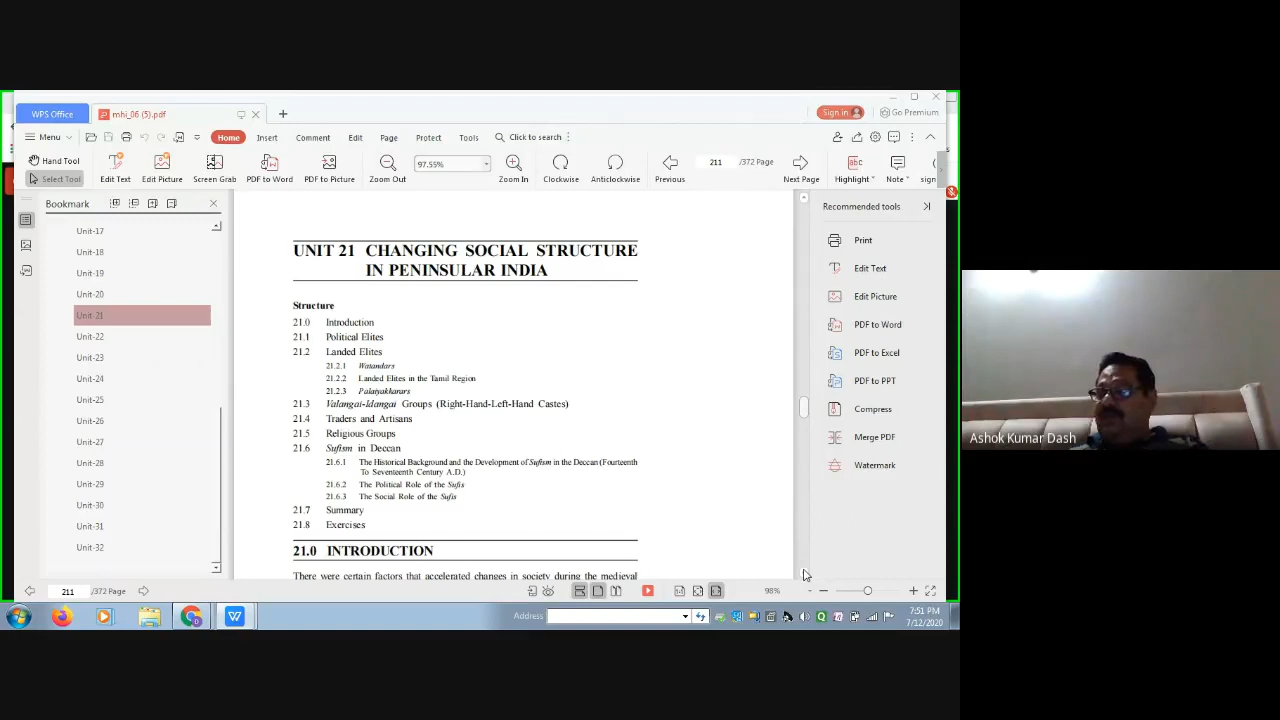 WPS Office
mhi_06 (5).pdf
Sign in
Go Premium
Menu
Home
Insert
Comment
Edit
Page
Protect
Tools
Click to search
Hand Tool
Select Tool
Edit Text
Edit Picture
Screen Grab
PDF to Word
PDF to Picture
Zoom Out
97.55%
Zoom In
Clockwise
Anticlockwise
Previous
211
/372 Page
Next Page
Highlight
Note
sign
Bookmark
Unit-17
Unit-18
Unit-19
Unit-20
Unit-21
Unit-22
Unit-23
Unit-24
Unit-25
Unit-26
Unit-27
Unit-28
Unit-29
Unit-30
Unit-31
Unit-32
UNIT 21 CHANGING SOCIAL STRUCTURE
IN PENINSULAR INDIA
Structure
21.0 Introduction
21.1 Political Elites
21.2 Landed Elites
21.2.1 Watandars
21.2.2 Landed Elites in the Tamil Region
21.2.3 Palaiyakkarars
21.3 Valangai-Idangai Groups (Right-Hand-Left-Hand Castes)
21.4 Traders and Artisans
21.5 Religious Groups
21.6 Sufism in Deccan
21.6.1 The Historical Background and the Development of Sufism in the Deccan (Fourteenth
To Seventeenth Century A.D.)
21.6.2 The Political Role of the Sufis
21.6.3 The Social Role of the Sufis
21.7 Summary
21.8 Exercises
21.0 INTRODUCTION
There were certain factors that accelerated changes in society during the medieval
Recommended tools
Print
Edit Text
Edit Picture
PDF to Word
PDF to Excel
PDF to PPT
Compress
Merge PDF
Watermark
211
/372 Page
98%
Address
7:51 PM
7/12/2020
Ashok Kumar Dash